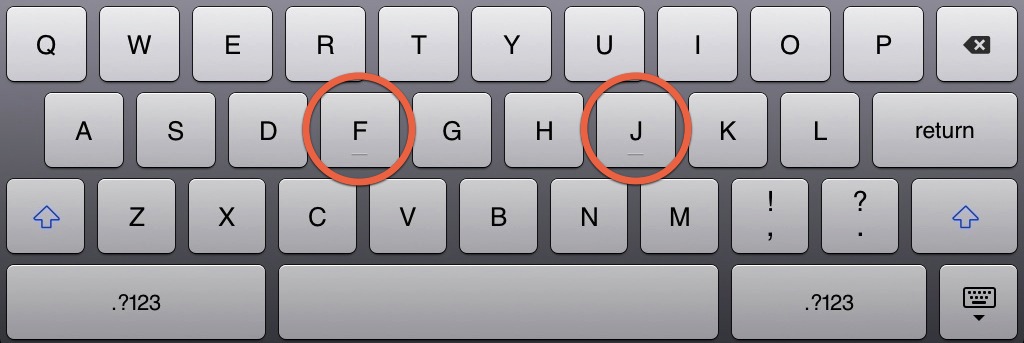 Q W E R T Y U I O P
A S D F G H J K L return
Z X C V B N M ! , ? .
.?123 .?123